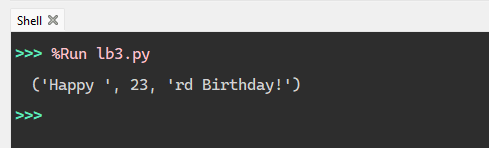 Shell
>>> %Run lb3.py
('Happy ', 23, 'rd Birthday!')
>>>